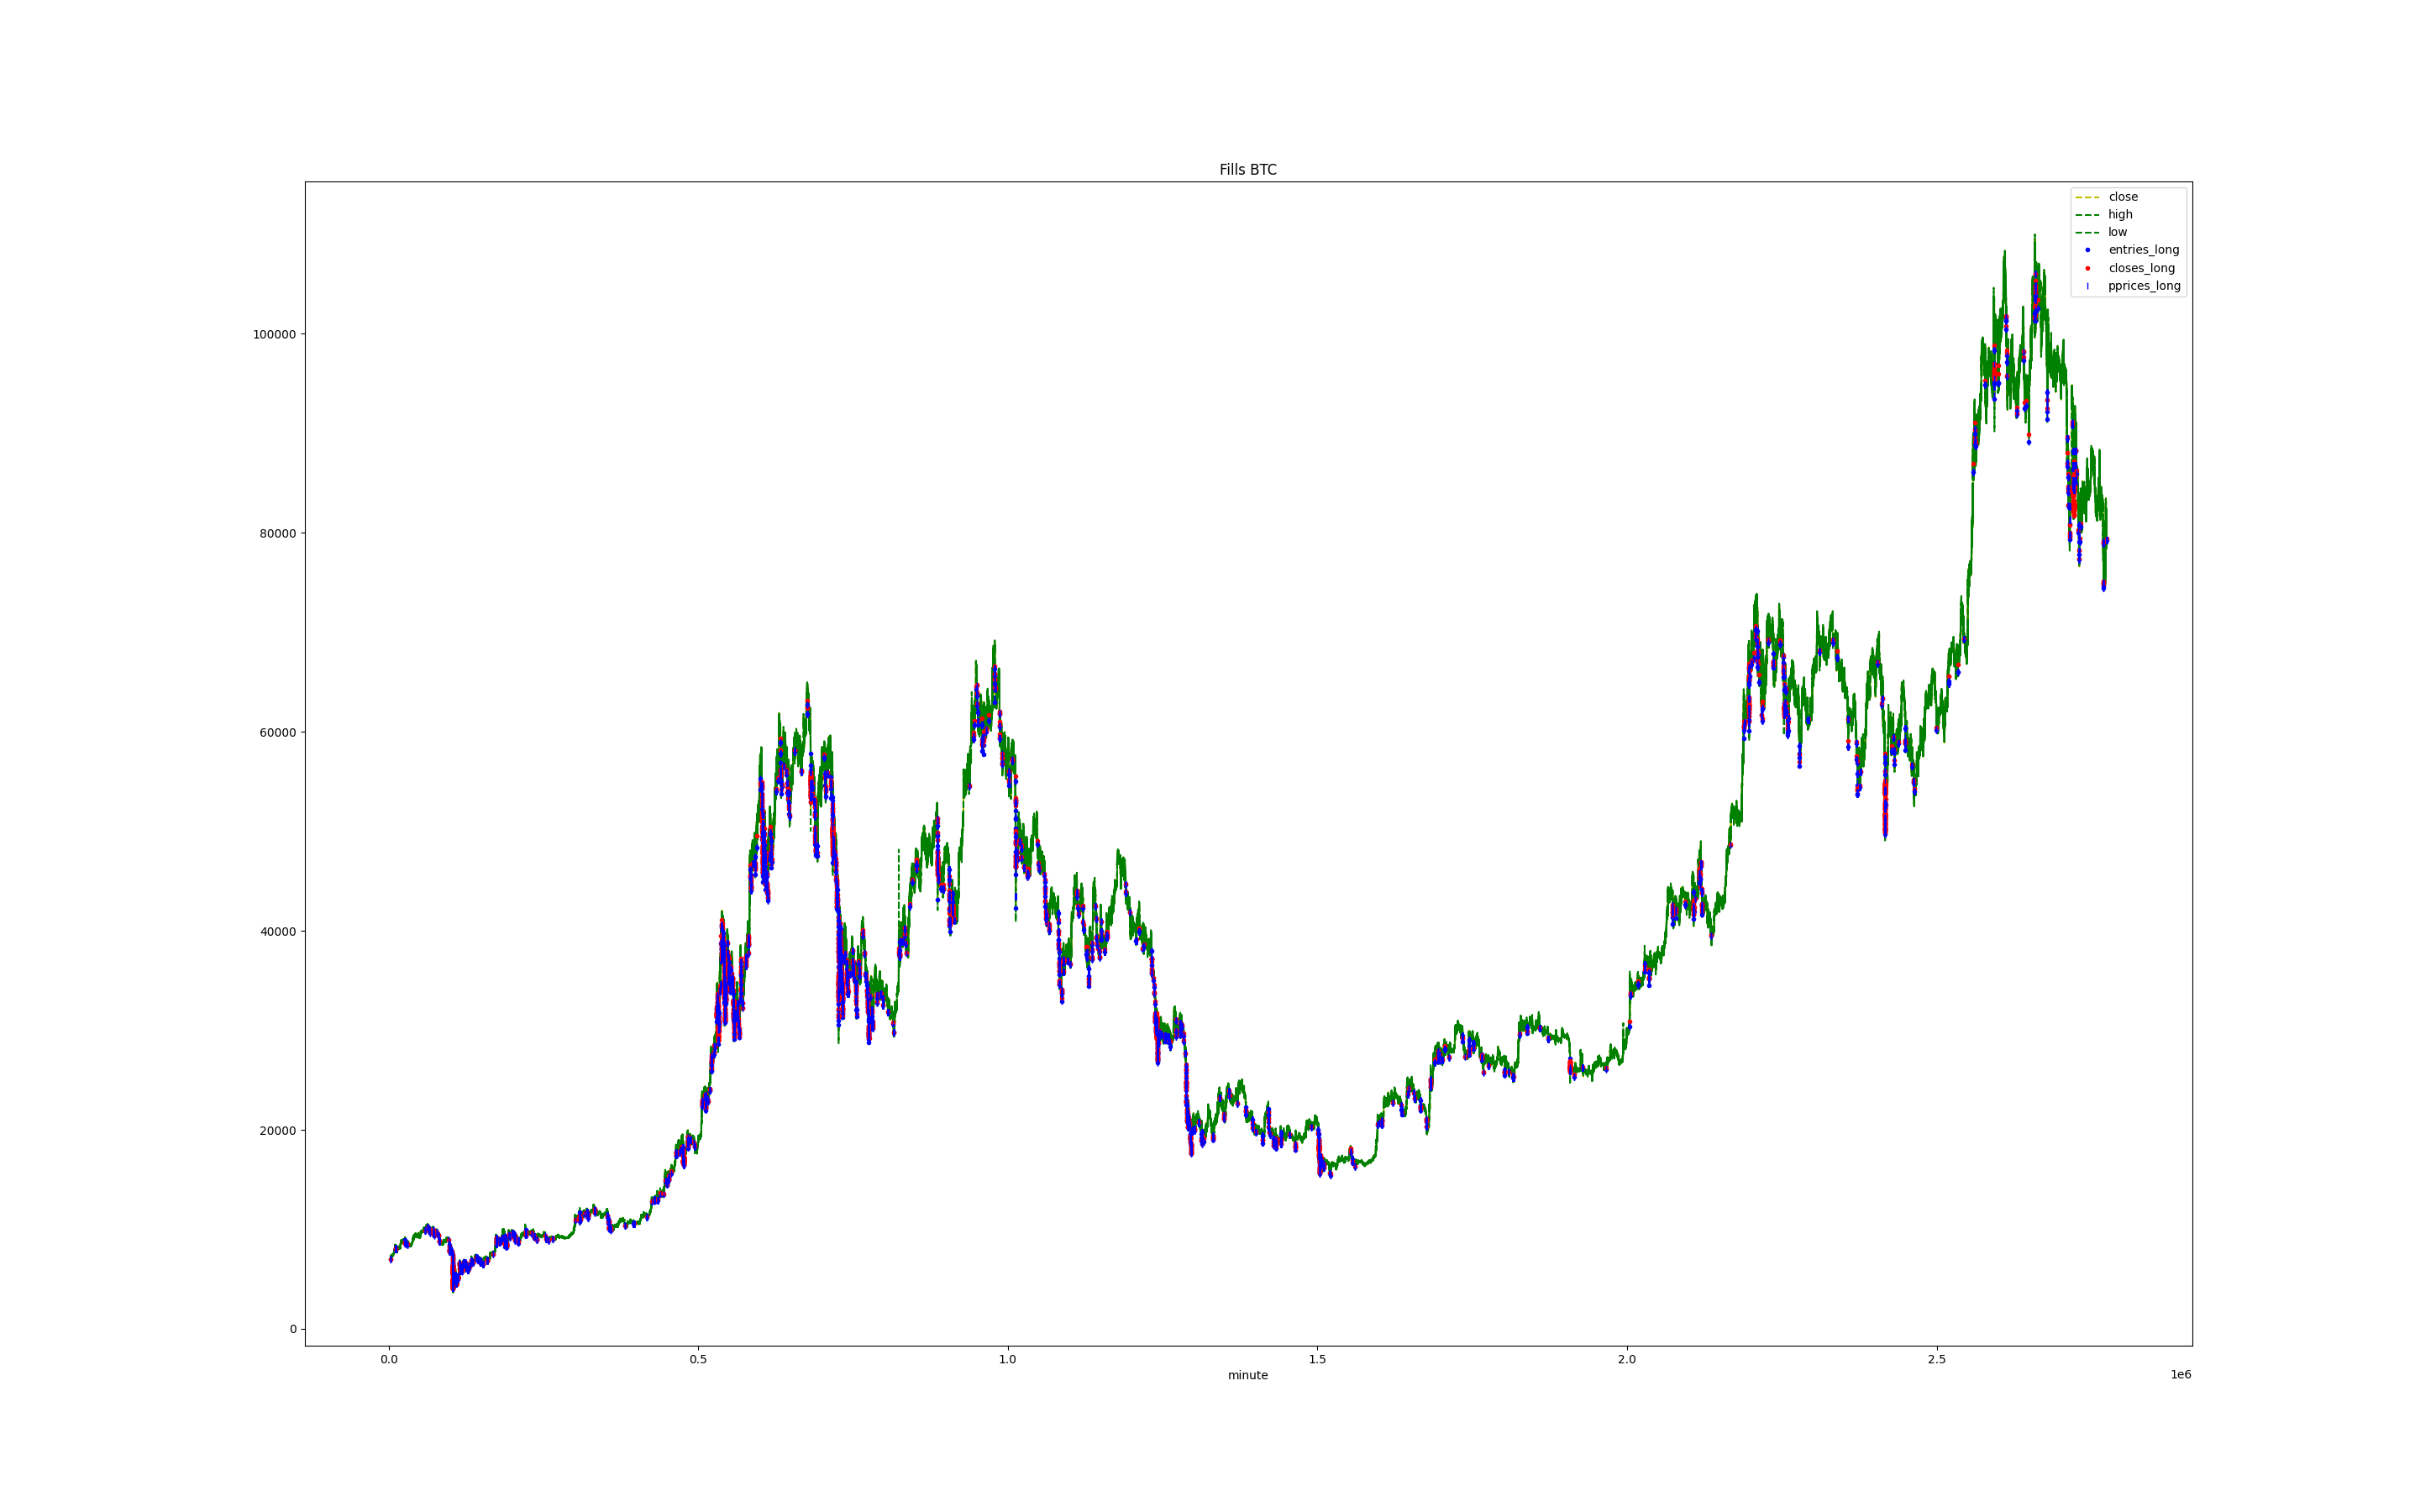 Fills BTC
close
high
low
entries_long
closes_long
pprices_long
100000
80000
60000
40000
20000
0
0.0 0.5 1.0 1.5 2.0 2.5
minute
1e6